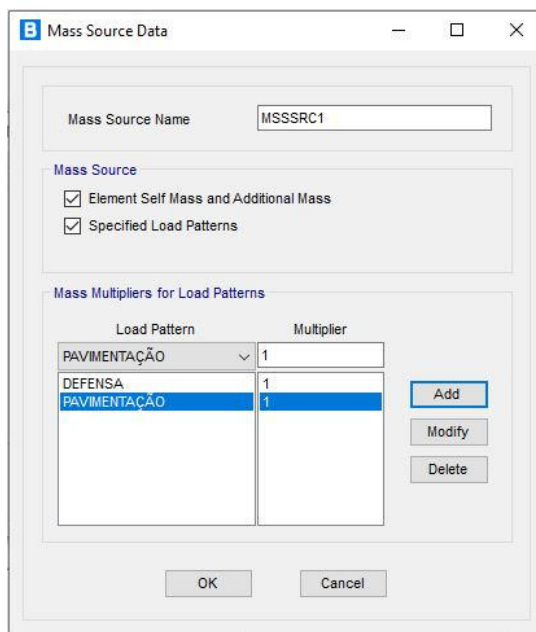 B Mass Source Data
Mass Source Name MSSSRC1
Mass Source
Element Self Mass and Additional Mass
Specified Load Patterns
Mass Multipliers for Load Patterns
Load Pattern Multiplier
PAVIMENTAÇÃO 1
DEFENSA 1
PAVIMENTAÇÃO 1
Add
Modify
Delete
OK Cancel